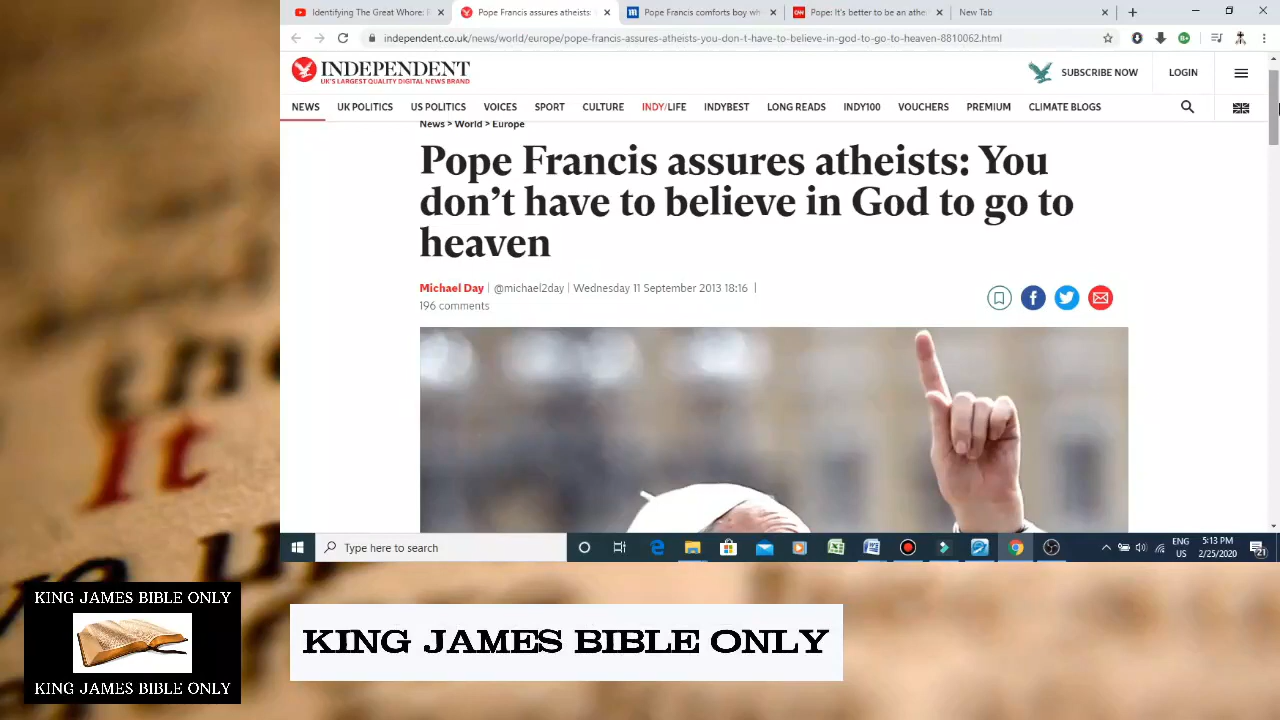 Identifying The Great Whore: R
Pope Francis assures atheists:
Pope Francis comforts boy wh
Pope: It's better to be an athe
New Tab
independent.co.uk/news/world/europe/pope-francis-assures-atheists-you-don-t-have-to-believe-in-god-to-go-to-heaven-8810062.html
INDEPENDENT
UK'S LARGEST QUALITY DIGITAL NEWS BRAND
SUBSCRIBE NOW
LOGIN
NEWS UK POLITICS US POLITICS VOICES SPORT CULTURE INDY/LIFE INDYBEST LONG READS INDY100 VOUCHERS PREMIUM CLIMATE BLOGS
News > World > Europe
Pope Francis assures atheists: You
don't have to believe in God to go to
heaven
Michael Day | @michael2day | Wednesday 11 September 2013 18:16 |
196 comments
Type here to search
ENG
US
5:13 PM
2/25/2020
21
the
It
KING JAMES BIBLE ONLY
KING JAMES BIBLE ONLY
KING JAMES BIBLE ONLY